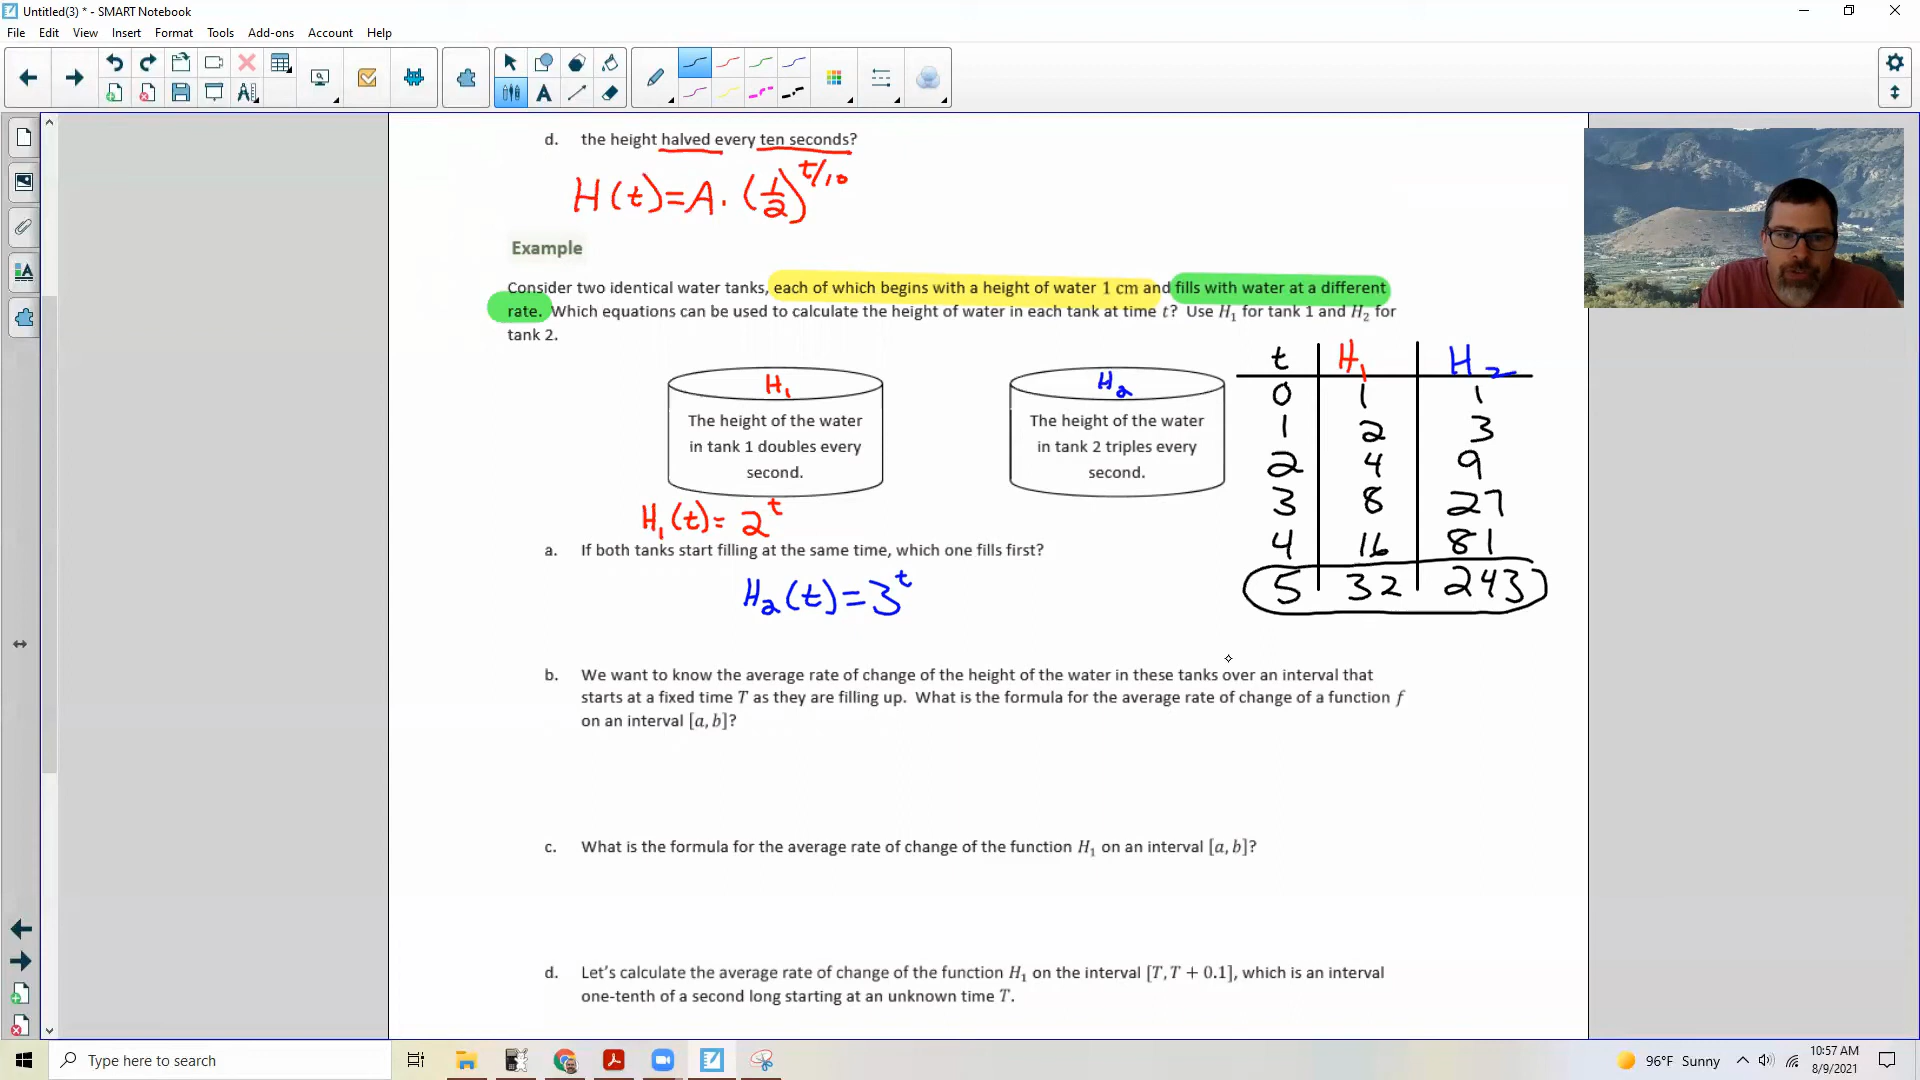 Untitled(3) * - SMART Notebook
File Edit View Insert Format Tools Add-ons Account Help
d. the height halved every ten seconds?
H(t)=A·(1/2)^t/10
Example
Consider two identical water tanks, each of which begins with a height of water 1 cm and fills with water at a different
rate. Which equations can be used to calculate the height of water in each tank at time t? Use H₁ for tank 1 and H₂ for
tank 2.
H₁
The height of the water
in tank 1 doubles every
second.
H₁(t)= 2^t
H₂
The height of the water
in tank 2 triples every
second.
t H₁ H₂
0 1 1
1 2 3
2 4 9
3 8 27
4 16 81
5 32 243
a. If both tanks start filling at the same time, which one fills first?
H₂(t)=3^t
b. We want to know the average rate of change of the height of the water in these tanks over an interval that
starts at a fixed time T as they are filling up. What is the formula for the average rate of change of a function f
on an interval [a, b]?
c. What is the formula for the average rate of change of the function H₁ on an interval [a, b]?
d. Let's calculate the average rate of change of the function H₁ on the interval [T, T + 0.1], which is an interval
one-tenth of a second long starting at an unknown time T.
Type here to search
96°F Sunny
10:57 AM
8/9/2021